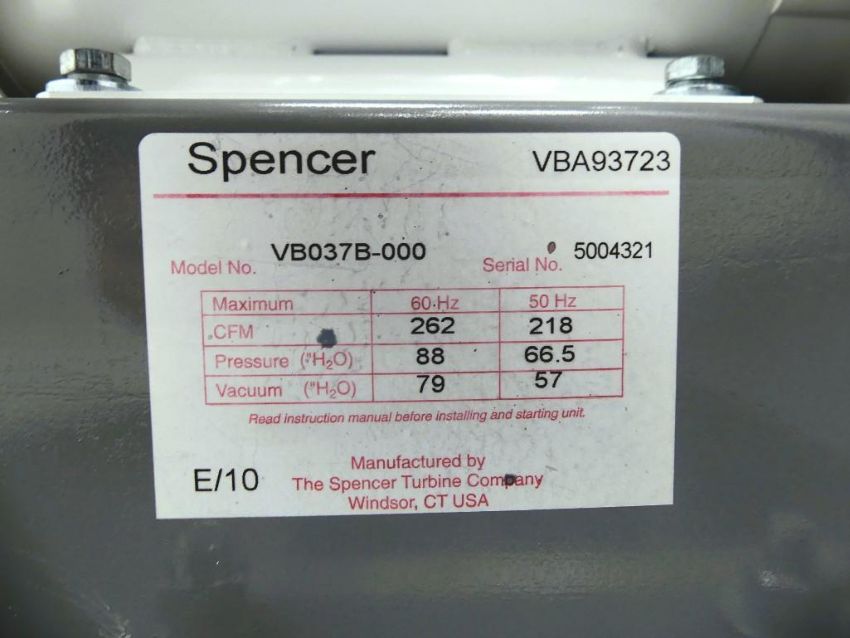 Spencer VBA93723
Model No. VB037B-000 Serial No. 5004321
Maximum 60 Hz 50 Hz
CFM 262 218
Pressure ("H₂O) 88 66.5
Vacuum ("H₂O) 79 57
Read instruction manual before installing and starting unit.
Manufactured by
E/10 The Spencer Turbine Company
Windsor, CT USA